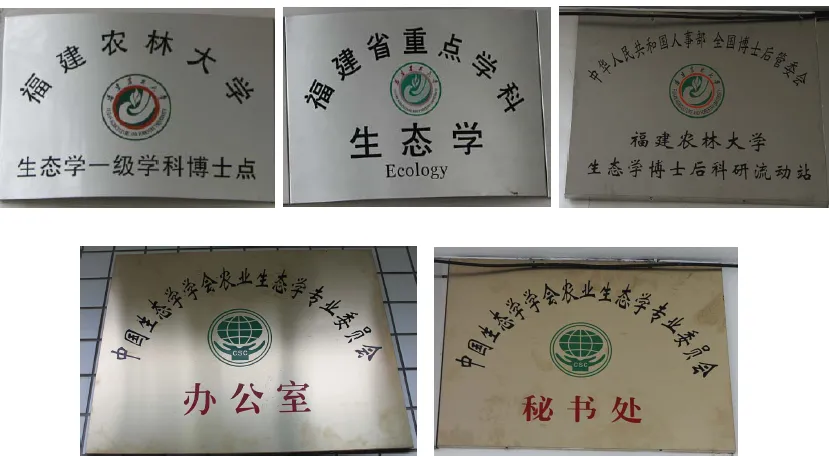 福建农林大学
生态学一级学科博士点
福建省重点学科
生态学
Ecology
中华人民共和国人事部 全国博士后管委会
福建农林大学
生态学博士后科研流动站
中国生态学学会农业生态学专业委员会
CSC
办公室
中国生态学学会农业生态学专业委员会
CSC
秘书处